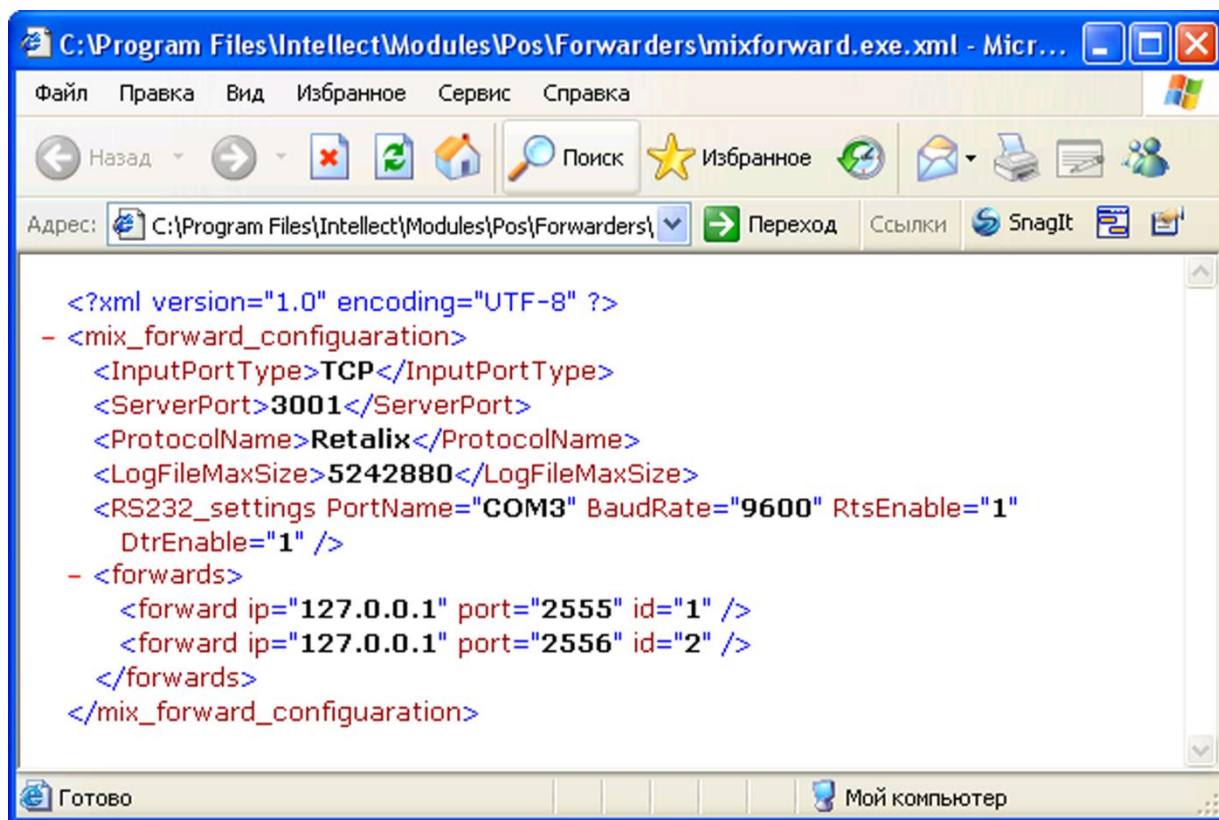 C:\Program Files\Intellect\Modules\Pos\Forwarders\mixforward.exe.xml - Micr...
Файл Правка Вид Избранное Сервис Справка
Назад Поиск Избранное
Адрес: C:\Program Files\Intellect\Modules\Pos\Forwarders\ Переход Ссылки SnagIt
<?xml version="1.0" encoding="UTF-8" ?>
– <mix_forward_configuaration>
<InputPortType>TCP</InputPortType>
<ServerPort>3001</ServerPort>
<ProtocolName>Retalix</ProtocolName>
<LogFileMaxSize>5242880</LogFileMaxSize>
<RS232_settings PortName="COM3" BaudRate="9600" RtsEnable="1"
DtrEnable="1" />
– <forwards>
<forward ip="127.0.0.1" port="2555" id="1" />
<forward ip="127.0.0.1" port="2556" id="2" />
</forwards>
</mix_forward_configuaration>
Готово Мой компьютер